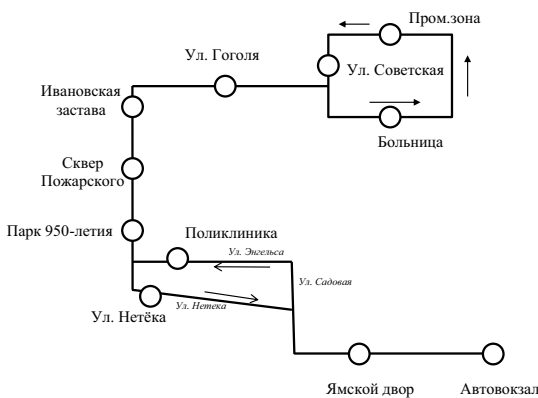 Пром.зона
Ул. Гоголя
Ул. Советская
Ивановская
застава
Больница
Сквер
Пожарского
Парк 950-летия
Поликлиника
Ул. Энгельса
Ул. Садовая
Ул. Нетека
Ул. Нетёка
Ямской двор
Автовокзал